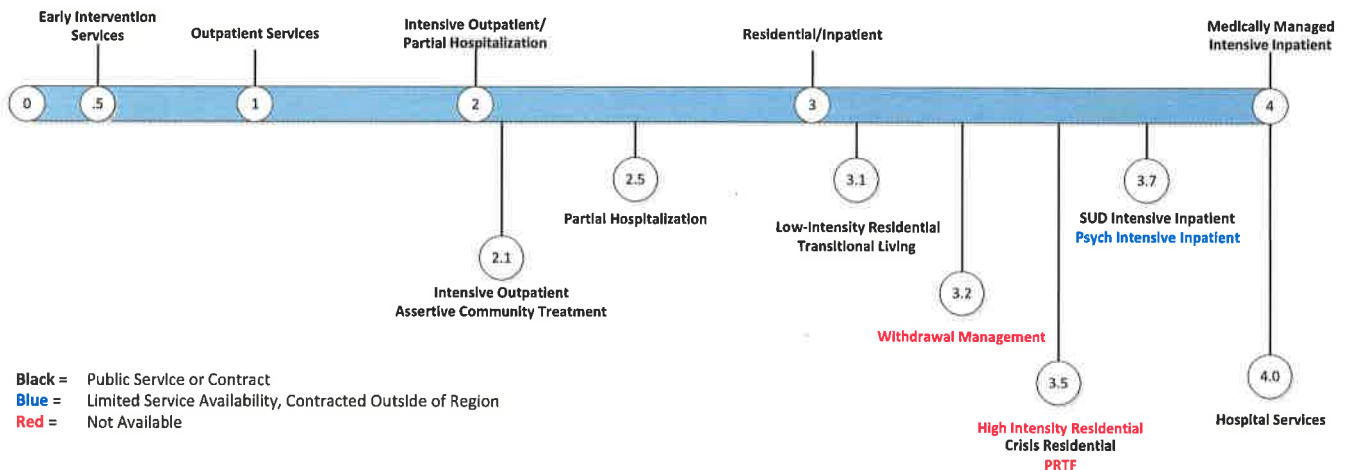 Early Intervention
Services
Outpatient Services
Intensive Outpatient/
Partial Hospitalization
Residential/Inpatient
Medically Managed
Intensive Inpatient
0
.5
1
2
3
4
2.1
Intensive Outpatient
Assertive Community Treatment
2.5
Partial Hospitalization
3.1
Low-Intensity Residential
Transitional Living
3.2
Withdrawal Management
3.5
High Intensity Residential
Crisis Residential
PRTF
3.7
SUD Intensive Inpatient
Psych Intensive Inpatient
4.0
Hospital Services
Black = Public Service or Contract
Blue = Limited Service Availability, Contracted Outside of Region
Red = Not Available